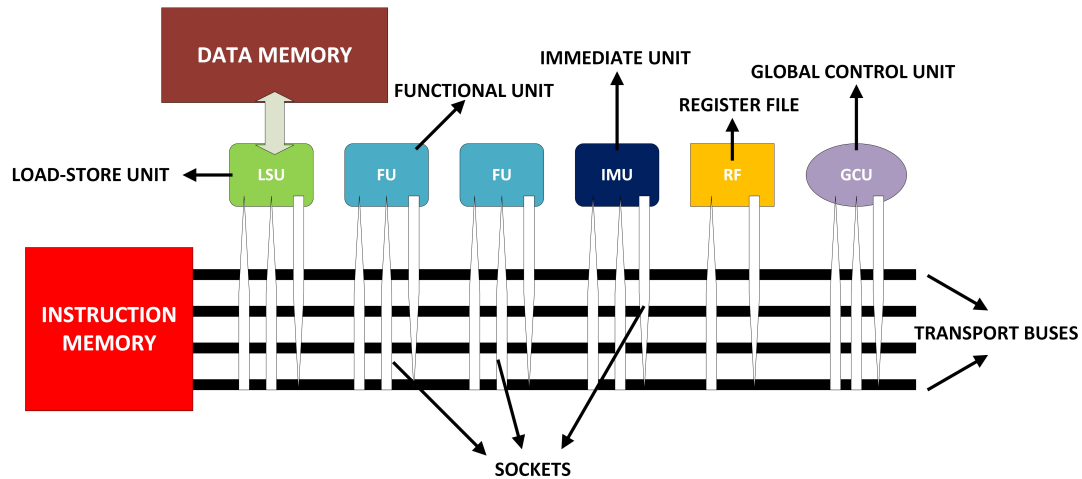 DATA MEMORY
IMMEDIATE UNIT
GLOBAL CONTROL UNIT
FUNCTIONAL UNIT
REGISTER FILE
LOAD-STORE UNIT
LSU
FU
FU
IMU
RF
GCU
INSTRUCTION
MEMORY
TRANSPORT BUSES
SOCKETS